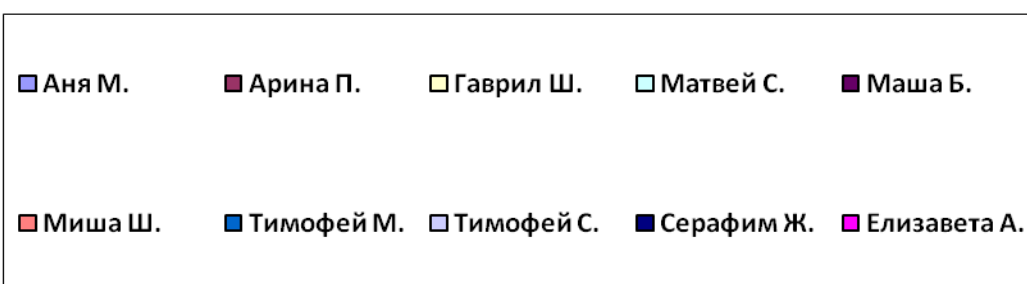 Аня М. Арина П. Гаврил Ш. Матвей С. Маша Б.
Миша Ш. Тимофей М. Тимофей С. Серафим Ж. Елизавета А.